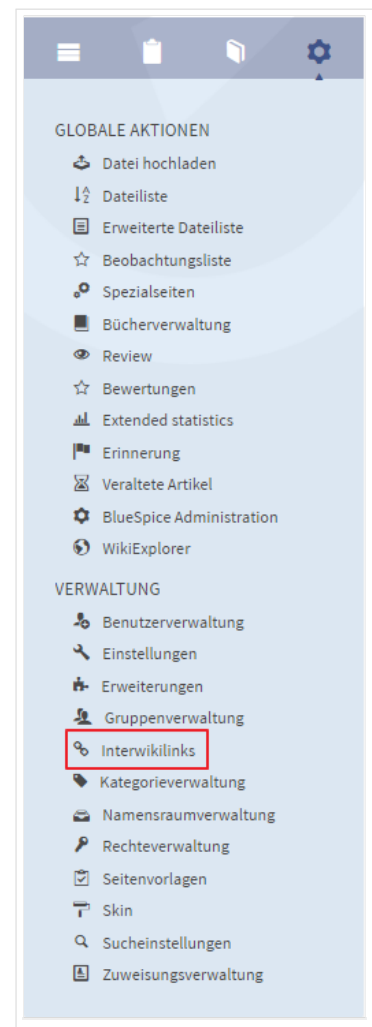 GLOBALE AKTIONEN
Datei hochladen
Dateiliste
Erweiterte Dateiliste
Beobachtungsliste
Spezialseiten
Bücherverwaltung
Review
Bewertungen
Extended statistics
Erinnerung
Veraltete Artikel
BlueSpice Administration
WikiExplorer
VERWALTUNG
Benutzerverwaltung
Einstellungen
Erweiterungen
Gruppenverwaltung
Interwikilinks
Kategorieverwaltung
Namensraumverwaltung
Rechteverwaltung
Seitenvorlagen
Skin
Sucheinstellungen
Zuweisungsverwaltung